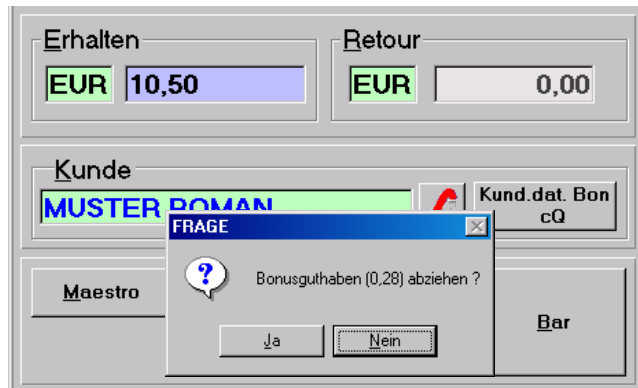 Erhalten
EUR 10,50
Retour
EUR 0,00
Kunde
MUSTER ROMAN
Kund.dat. Bon
cQ
FRAGE
Bonusguthaben (0,28) abziehen ?
Ja
Nein
Maestro
Bar